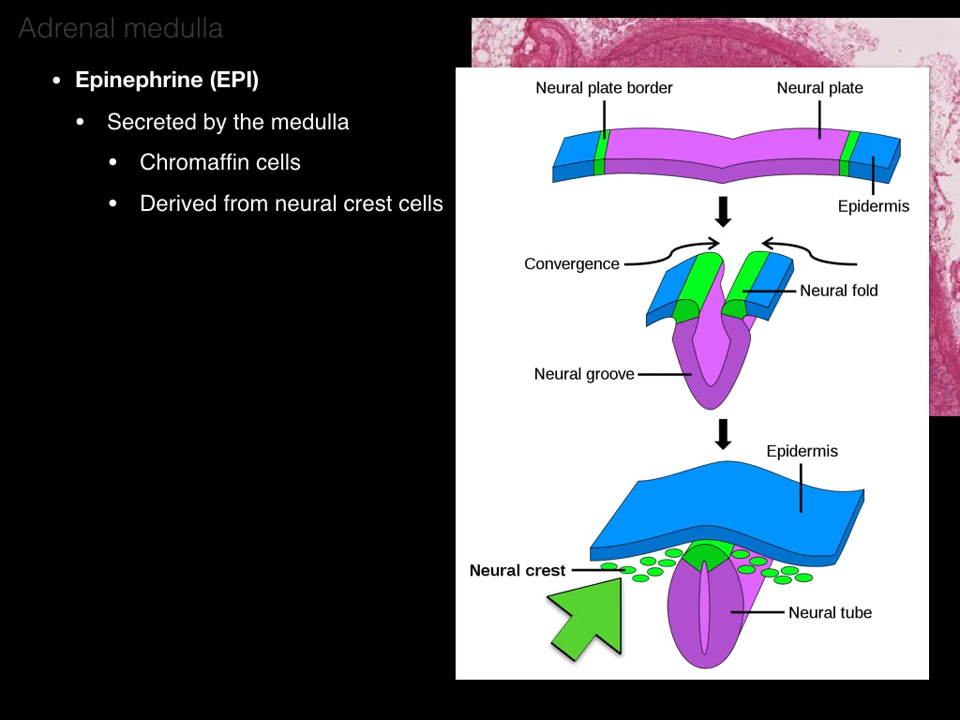 Adrenal medulla
• Epinephrine (EPI)
• Secreted by the medulla
• Chromaffin cells
• Derived from neural crest cells
Neural plate border
Neural plate
Epidermis
Convergence
Neural fold
Neural groove
Epidermis
Neural crest
Neural tube